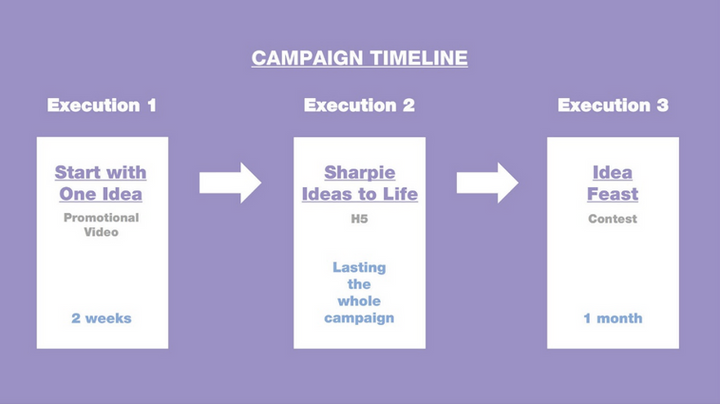 CAMPAIGN TIMELINE
Execution 1
Start with
One Idea
Promotional
Video
2 weeks
Execution 2
Sharpie
Ideas to Life
H5
Lasting
the
whole
campaign
Execution 3
Idea
Feast
Contest
1 month